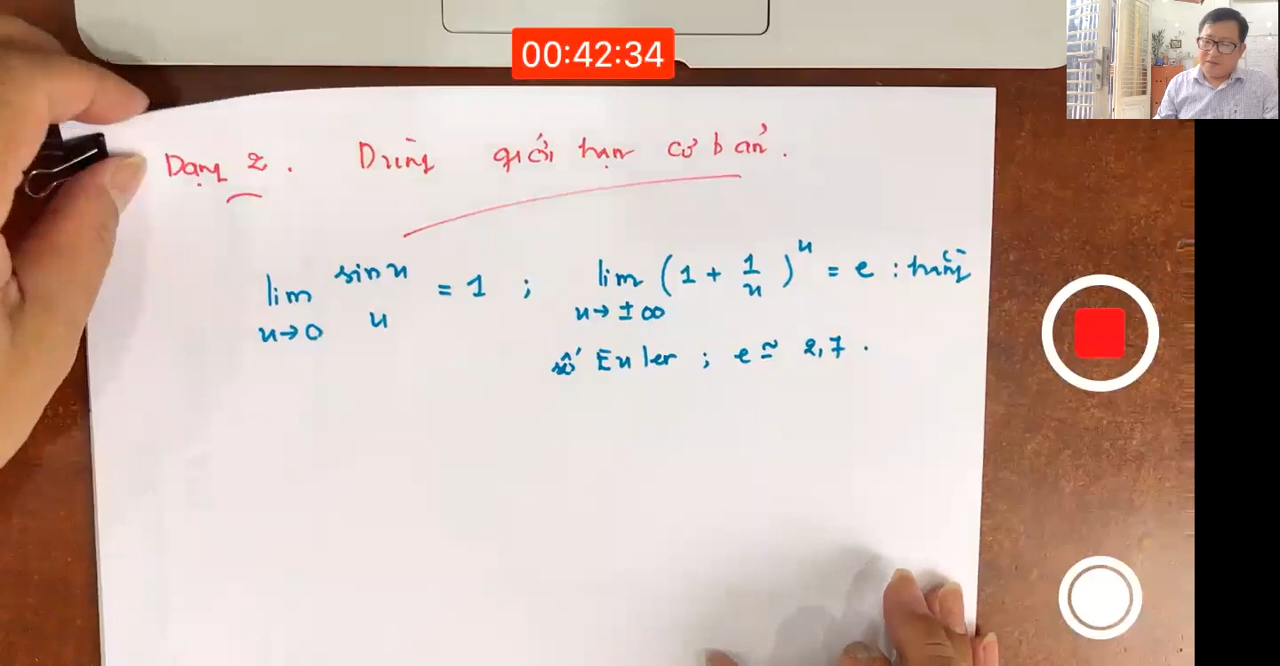 00:42:34
Dạng 2. Dùng giới hạn cơ bản.
lim u→0 sin u / u = 1 ; lim u→±∞ (1 + 1/u)^u = e : trùng
số Euler ; e ≃ 2,7.